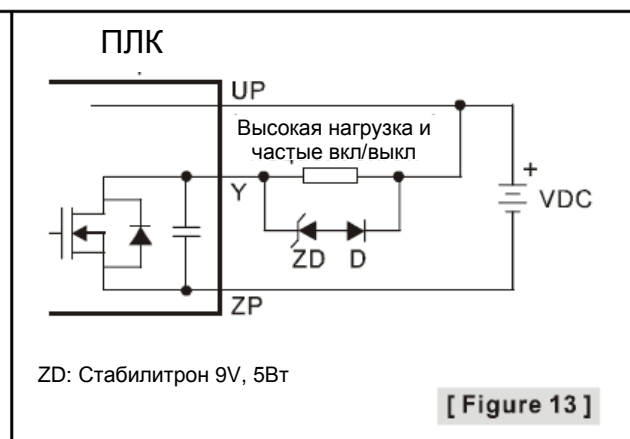 ПЛК
UP
Высокая нагрузка и
частые вкл/выкл
Y
+
VDC
ZD D
ZP
ZD: Стабилитрон 9V, 5Вт
[ Figure 13 ]